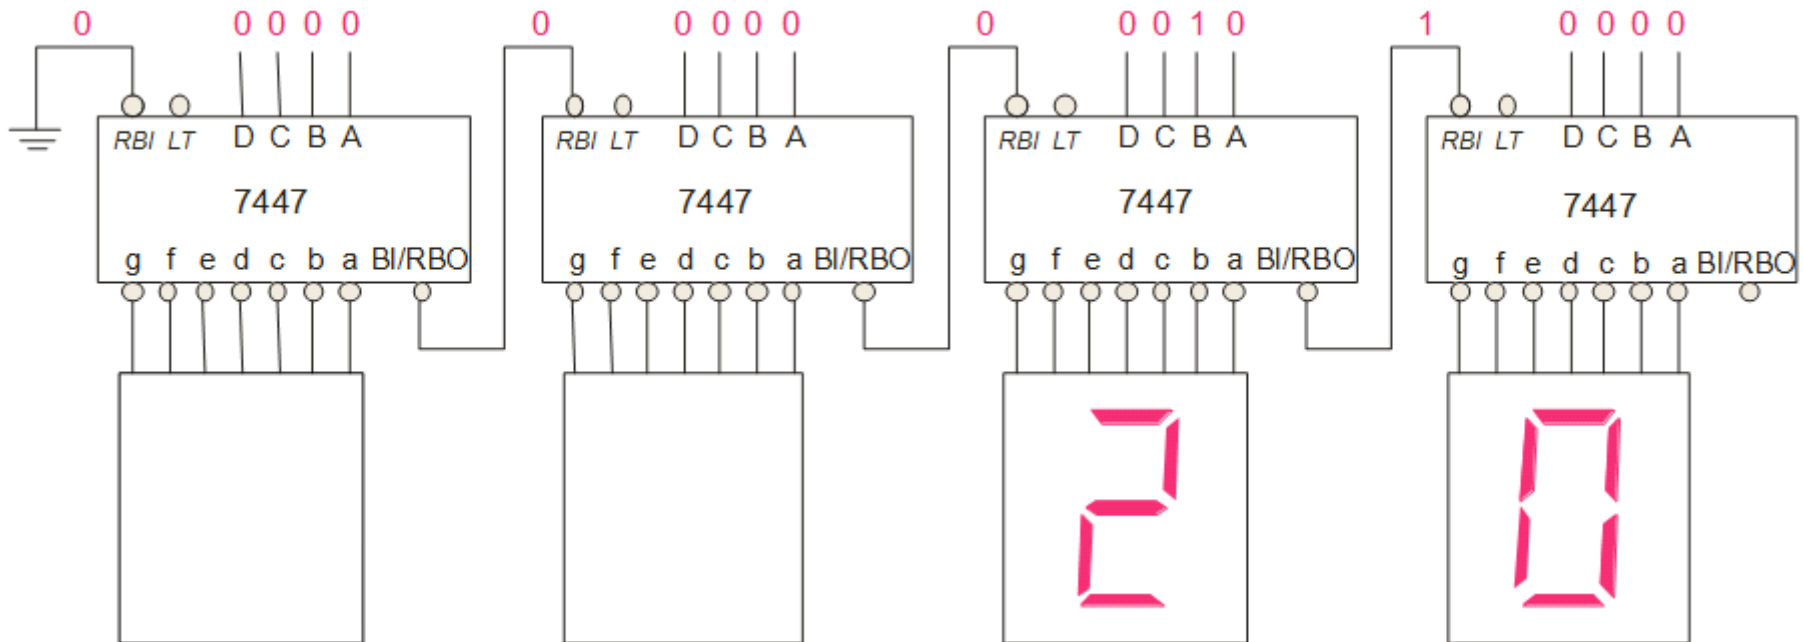 0 0 0 0 0 0 0 0 0 0 0 0 0 1 0 1 0 0 0 0
RBI LT D C B A RBI LT D C B A RBI LT D C B A RBI LT D C B A
7447 7447 7447 7447
g f e d c b a BI/RBO g f e d c b a BI/RBO g f e d c b a BI/RBO g f e d c b a BI/RBO
2 0